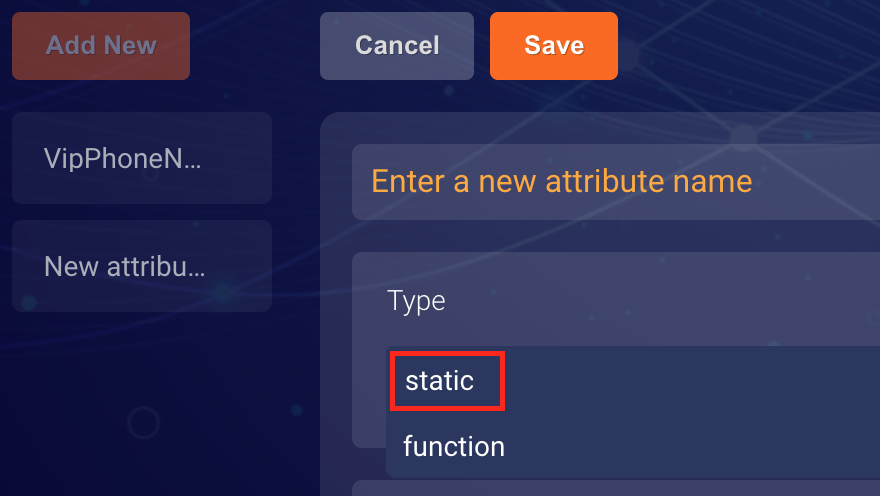 Add New
Cancel
Save
VipPhoneN...
New attribu...
Enter a new attribute name
Type
static
function